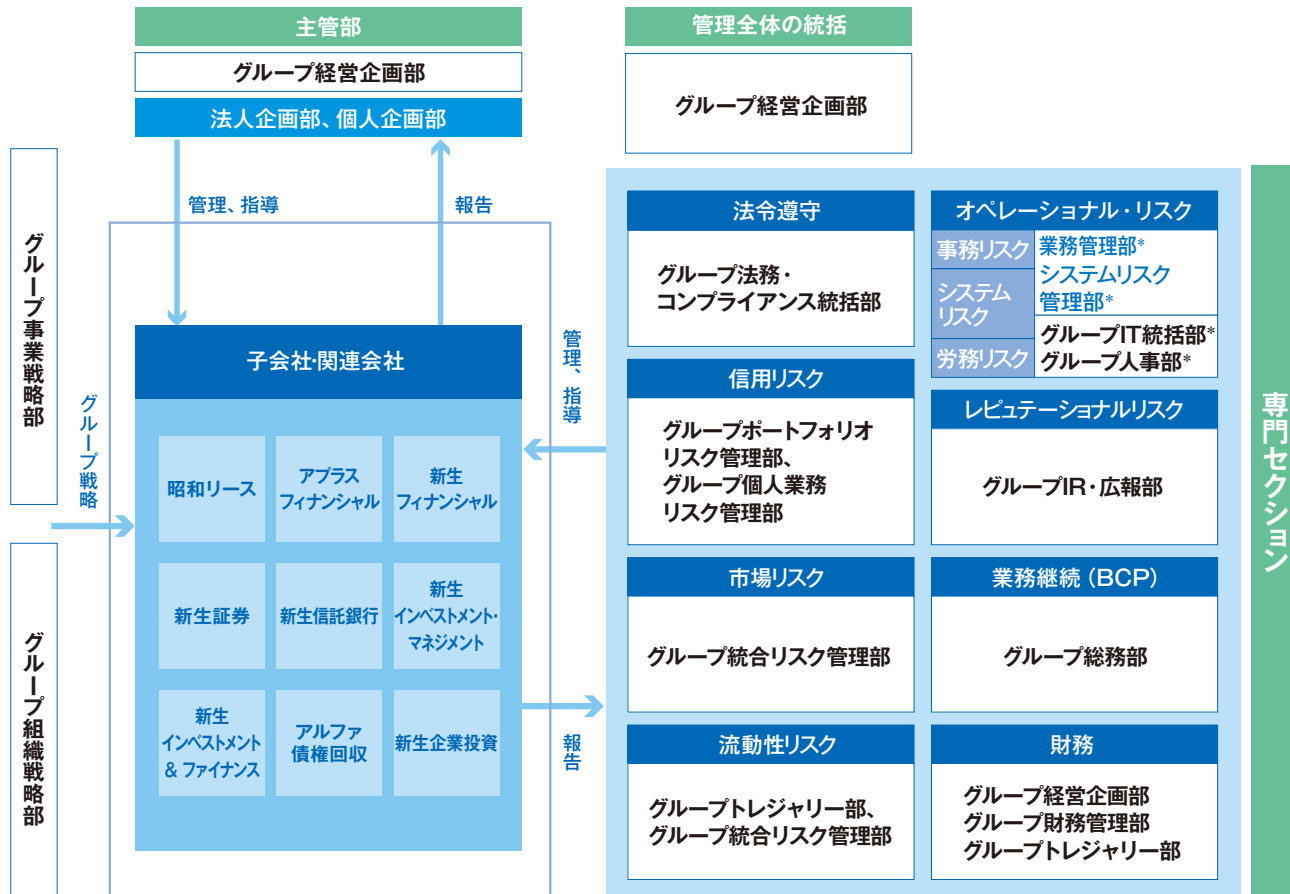 主管部
グループ経営企画部
法人企画部、個人企画部
管理、指導
報告
グループ事業戦略部
グループ組織戦略部
グループ戦略
子会社・関連会社
昭和リース
アプラス
フィナンシャル
新生
フィナンシャル
新生証券
新生信託銀行
新生
インベストメント・
マネジメント
新生
インベストメント
& ファイナンス
アルファ
債権回収
新生企業投資
管理、指導
報告
管理全体の統括
グループ経営企画部
法令遵守
グループ法務・
コンプライアンス統括部
信用リスク
グループポートフォリオ
リスク管理部、
グループ個人業務
リスク管理部
市場リスク
グループ統合リスク管理部
流動性リスク
グループトレジャリー部、
グループ統合リスク管理部
オペレーショナル・リスク
事務リスク
システム
リスク
労務リスク
業務管理部*
システムリスク
管理部*
グループIT統括部*
グループ人事部*
レピュテーショナルリスク
グループIR・広報部
業務継続（BCP）
グループ総務部
財務
グループ経営企画部
グループ財務管理部
グループトレジャリー部
専門セクション